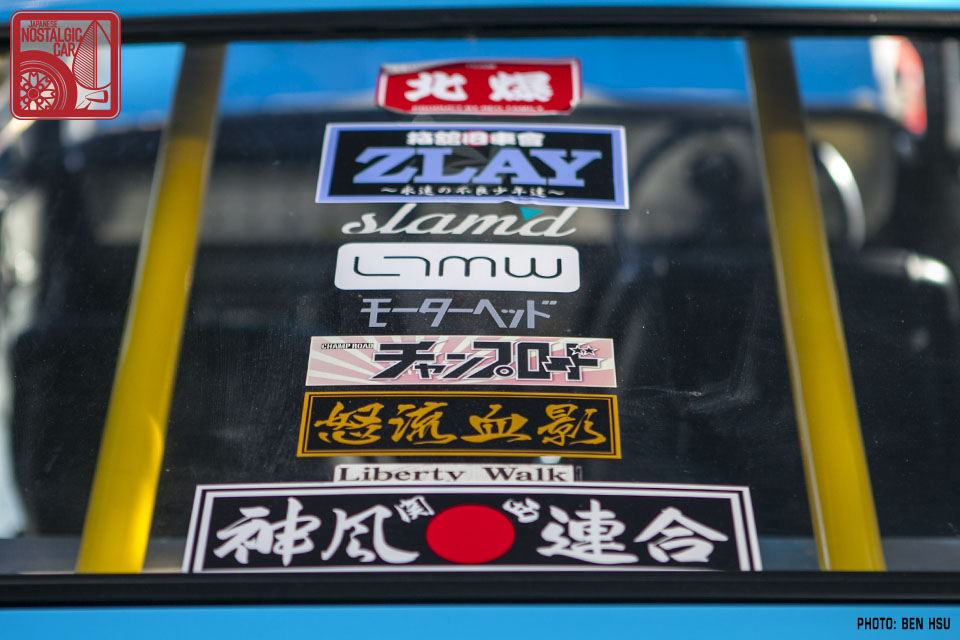 JAPANESE
NOSTALGIC
CAR
北爆
旧車會
ZLAY
～永遠の不良少年達～
slam'd
LTMW
モーターヘッド
CHAMP ROAD
チャンプロード
怒流血影
Liberty Walk
神風 関 連合
PHOTO: BEN HSU